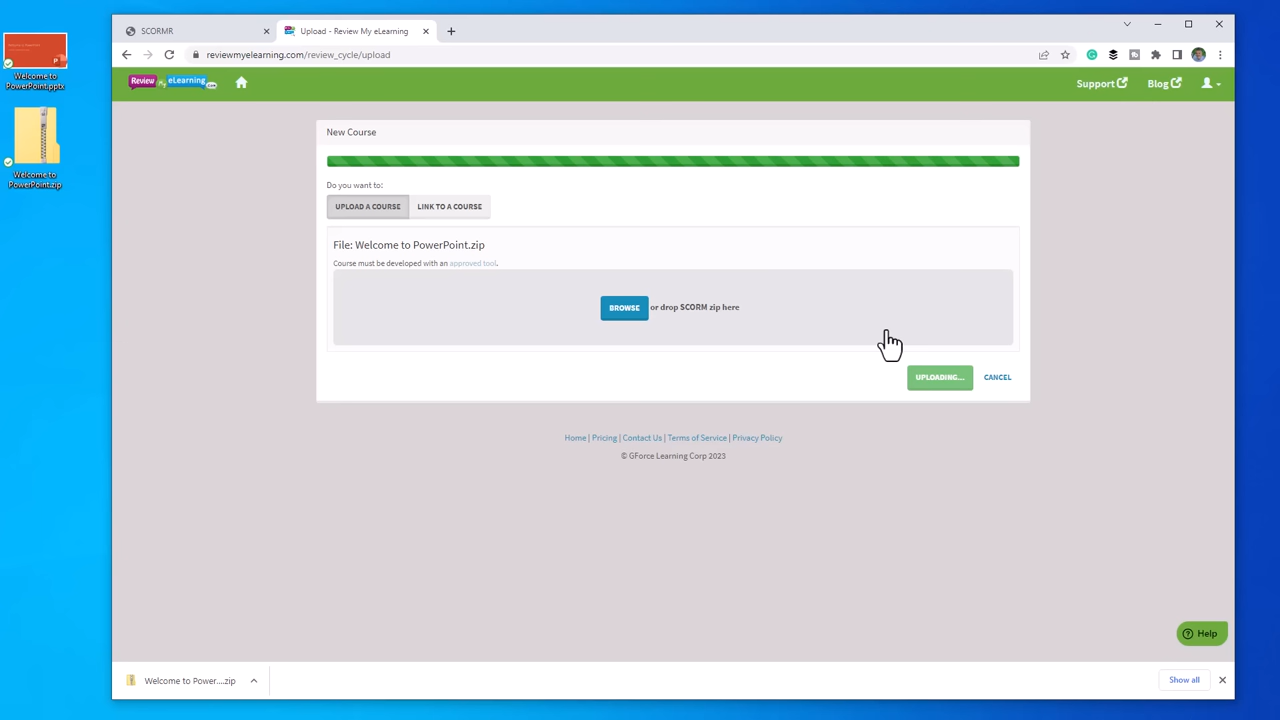 Welcome to
PowerPoint.pptx
Welcome to
PowerPoint.zip
SCORMR
Upload - Review My eLearning
reviewmyelearning.com/review_cycle/upload
Review My eLearning .COM
Support
Blog
New Course
Do you want to:
UPLOAD A COURSE
LINK TO A COURSE
File: Welcome to PowerPoint.zip
Course must be developed with an approved tool.
BROWSE or drop SCORM zip here
UPLOADING...
CANCEL
Home | Pricing | Contact Us | Terms of Service | Privacy Policy
© GForce Learning Corp 2023
Help
Welcome to Power....zip
Show all